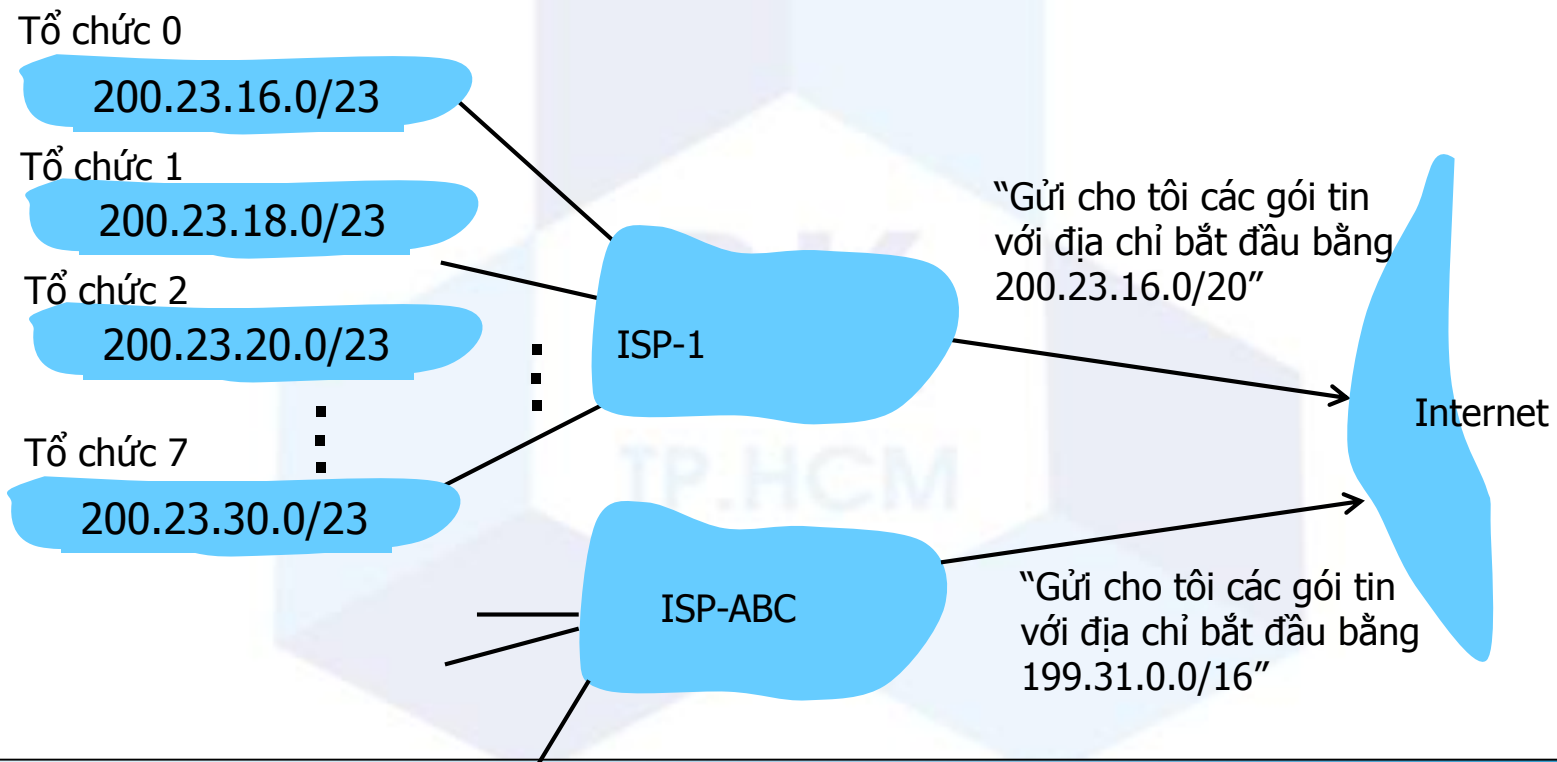 Tổ chức 0
200.23.16.0/23
Tổ chức 1
200.23.18.0/23
Tổ chức 2
200.23.20.0/23
Tổ chức 7
200.23.30.0/23
ISP-1
ISP-ABC
“Gửi cho tôi các gói tin
với địa chỉ bắt đầu bằng
200.23.16.0/20”
Internet
“Gửi cho tôi các gói tin
với địa chỉ bắt đầu bằng
199.31.0.0/16”
BK
TP.HCM